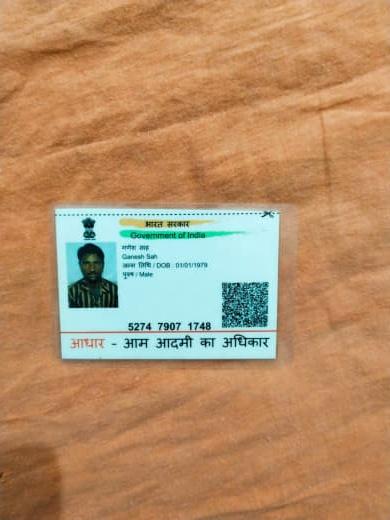 भारत सरकार
Government of India
गणेश साह
Ganesh Sah
जन्म तिथि / DOB : 01/01/1979
पुरुष / Male
5274 7907 1748
आधार - आम आदमी का अधिकार